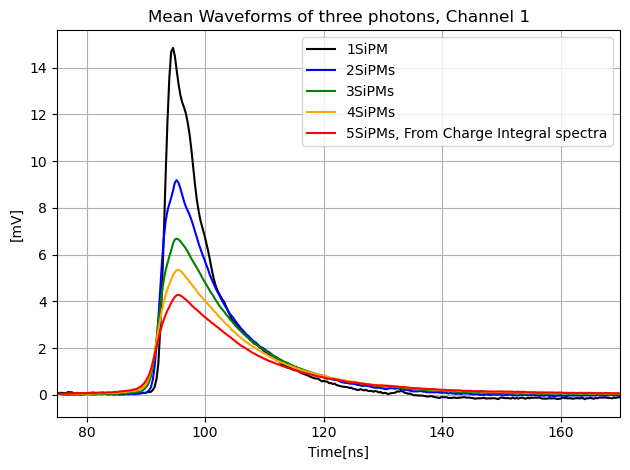 Mean Waveforms of three photons, Channel 1
1SiPM
2SiPMs
3SiPMs
4SiPMs
5SiPMs, From Charge Integral spectra
[mV]
14
12
10
8
6
4
2
0
80
100
120
140
160
Time[ns]